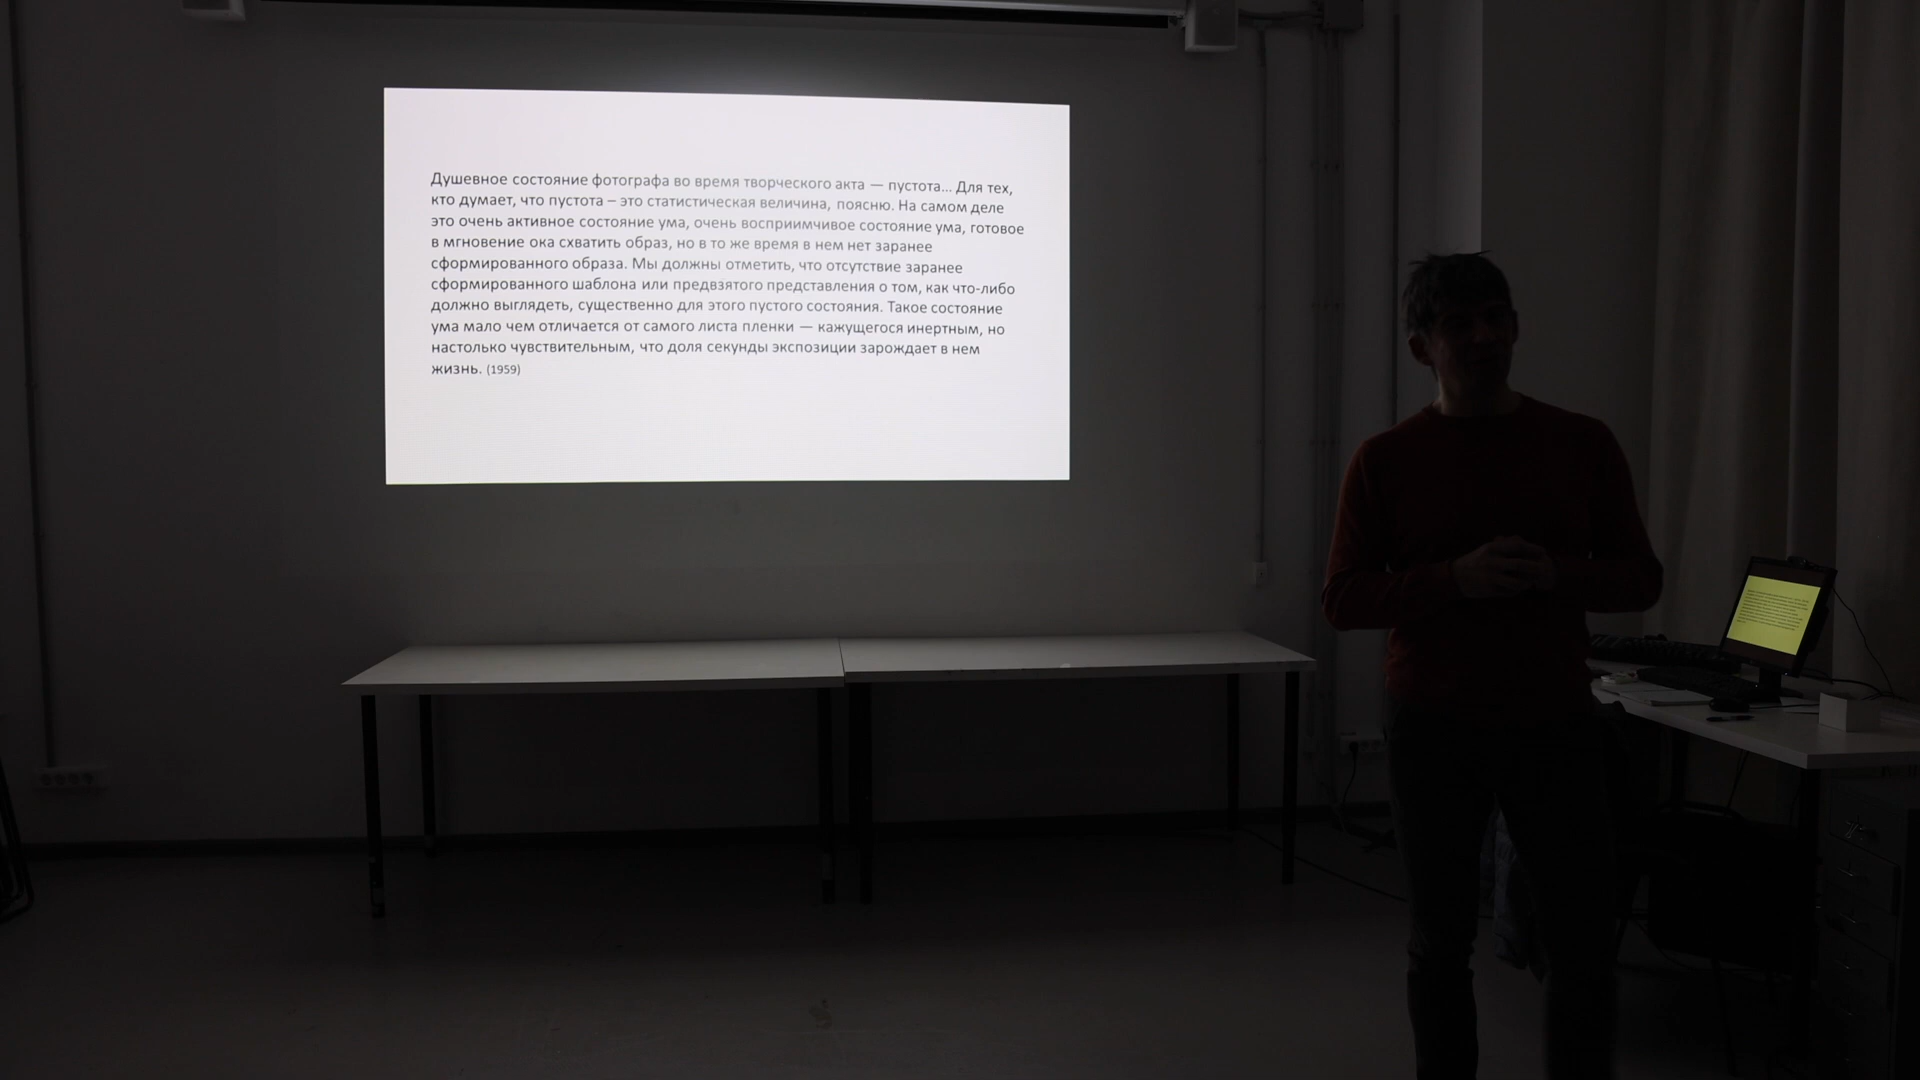 Душевное состояние фотографа во время творческого акта — пустота... Для тех,
кто думает, что пустота – это статистическая величина, поясню. На самом деле
это очень активное состояние ума, очень восприимчивое состояние ума, готовое
в мгновение ока схватить образ, но в то же время в нем нет заранее
сформированного образа. Мы должны отметить, что отсутствие заранее
сформированного шаблона или предвзятого представления о том, как что-либо
должно выглядеть, существенно для этого пустого состояния. Такое состояние
ума мало чем отличается от самого листа пленки — кажущегося инертным, но
настолько чувствительным, что доля секунды экспозиции зарождает в нем
жизнь. (1959)